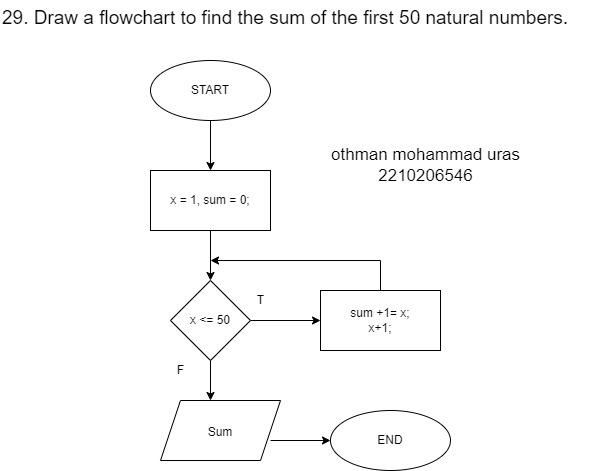 29. Draw a flowchart to find the sum of the first 50 natural numbers.
START
othman mohammad uras
2210206546
x = 1, sum = 0;
T
x <= 50
sum +1= x;
x+1;
F
Sum
END